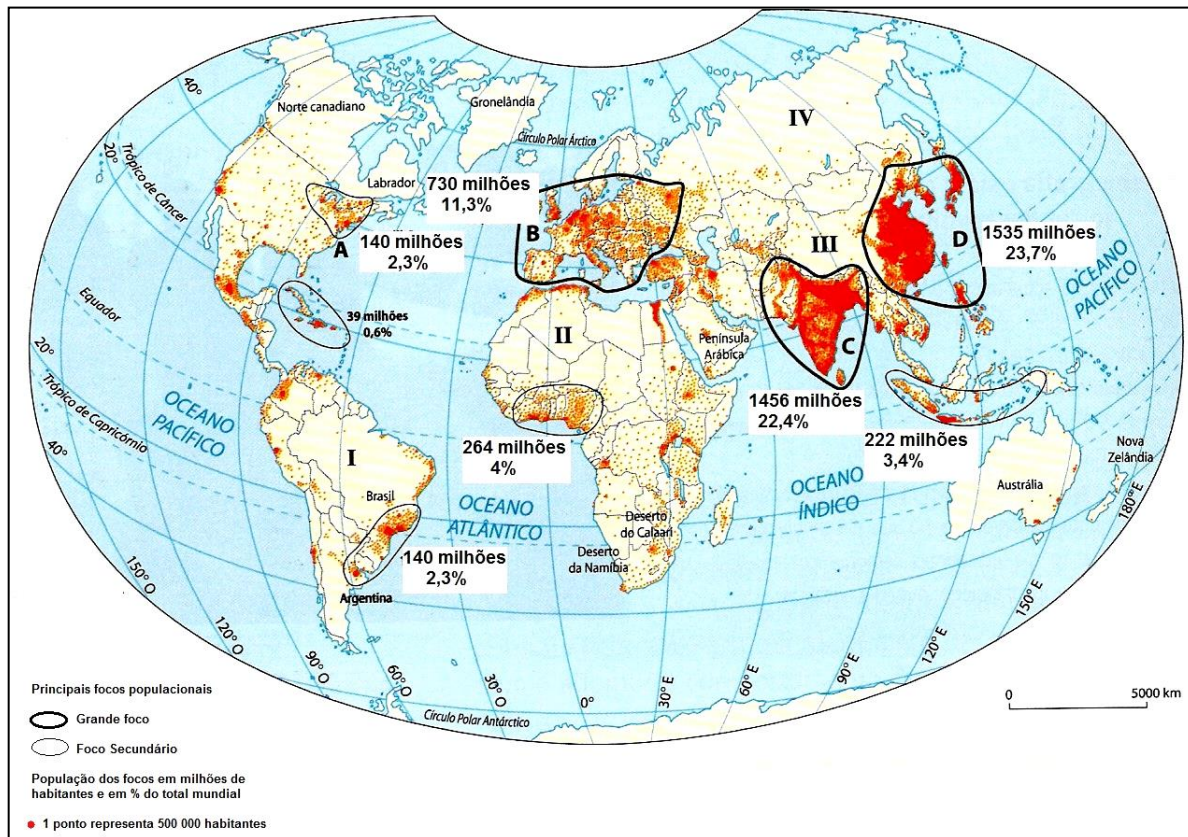 40°
20°
Trópico de Câncer
Equador
20°
Trópico de Capricórnio
40°
Norte canadiano
Gronelândia
Círculo Polar Árctico
Labrador
IV
730 milhões
11,3%
B
A
140 milhões
2,3%
III
D
1535 milhões
23,7%
OCEANO
PACÍFICO
39 milhões
0,6%
II
Península
Arábica
C
OCEANO
PACÍFICO
264 milhões
4%
1456 milhões
22,4%
222 milhões
3,4%
Nova
Zelândia
I
Brasil
OCEANO
ATLÂNTICO
OCEANO
ÍNDICO
Austrália
180° E
Deserto
do Calaari
Deserto
da Namíbia
140 milhões
2,3%
Argentina
150° O
120° O
90° O
60° O
30° O
0°
30° E
60° E
90° E
120° E
150° E
Círculo Polar Antárctico
0 5000 km
Principais focos populacionais
Grande foco
Foco Secundário
População dos focos em milhões de
habitantes e em % do total mundial
1 ponto representa 500 000 habitantes